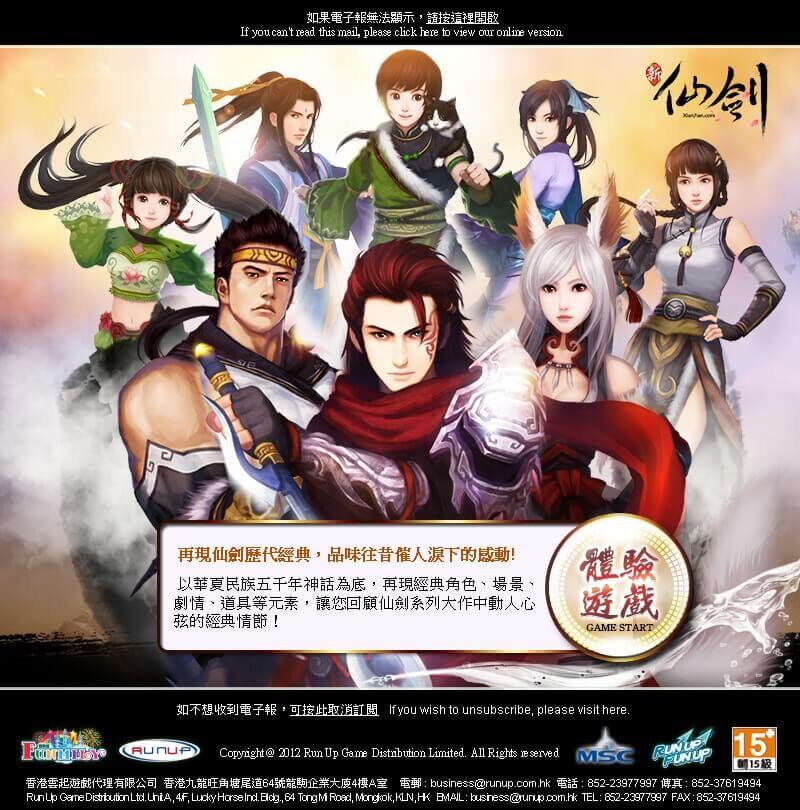 如果電子報無法顯示，請按這裡開啟
If you can't read this mail, please click here to view our online version.
新仙劍
XianJian.com
再現仙劍歷代經典，品味往昔催人淚下的感動!
以華夏民族五千年神話為底，再現經典角色、場景、
劇情、道具等元素，讓您回顧仙劍系列大作中動人心
弦的經典情節！
體驗
遊戲
GAME START
如不想收到電子報，可按此取消訂閱 If you wish to unsubscribe, please visit here.
FUNMILY RUNUP Copyright@ 2012 Run Up Game Distribution Limited. All Rights reserved MSC RUN UP FUN UP 15+
輔15級
香港雲起遊戲代理有限公司 香港九龍旺角塘尾道64號龍駒企業大廈4樓A室 電郵 : business@runup.com.hk 電話 : 852-23977997 傳真 : 852-37619494
Run Up Game Distribution Ltd. Unit A, 4/F, Lucky Horse Ind. Bldg., 64 Tong Mi Road, Mongkok, KLN, HK EMAIL : business@runup.com.hk TEL : 852-23977997 FAX : 852-37619494